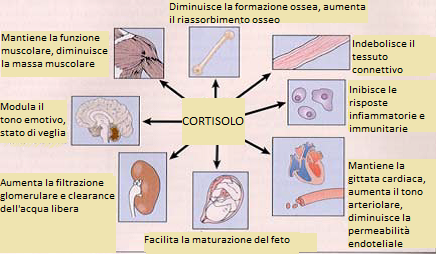 Diminuisce la formazione ossea, aumenta
il riassorbimento osseo
Mantiene la funzione
muscolare, diminuisce
la massa muscolare
Indebolisce il
tessuto
connettivo
Modula il
tono emotivo,
stato di veglia
CORTISOLO
Inibisce le
risposte
infiammatorie e
immunitarie
Aumenta la filtrazione
glomerulare e clearance
dell'acqua libera
Mantiene la
gittata cardiaca,
aumenta il tono
arteriolare,
diminuisce la
permeabilità
endoteliale
Facilita la maturazione del feto